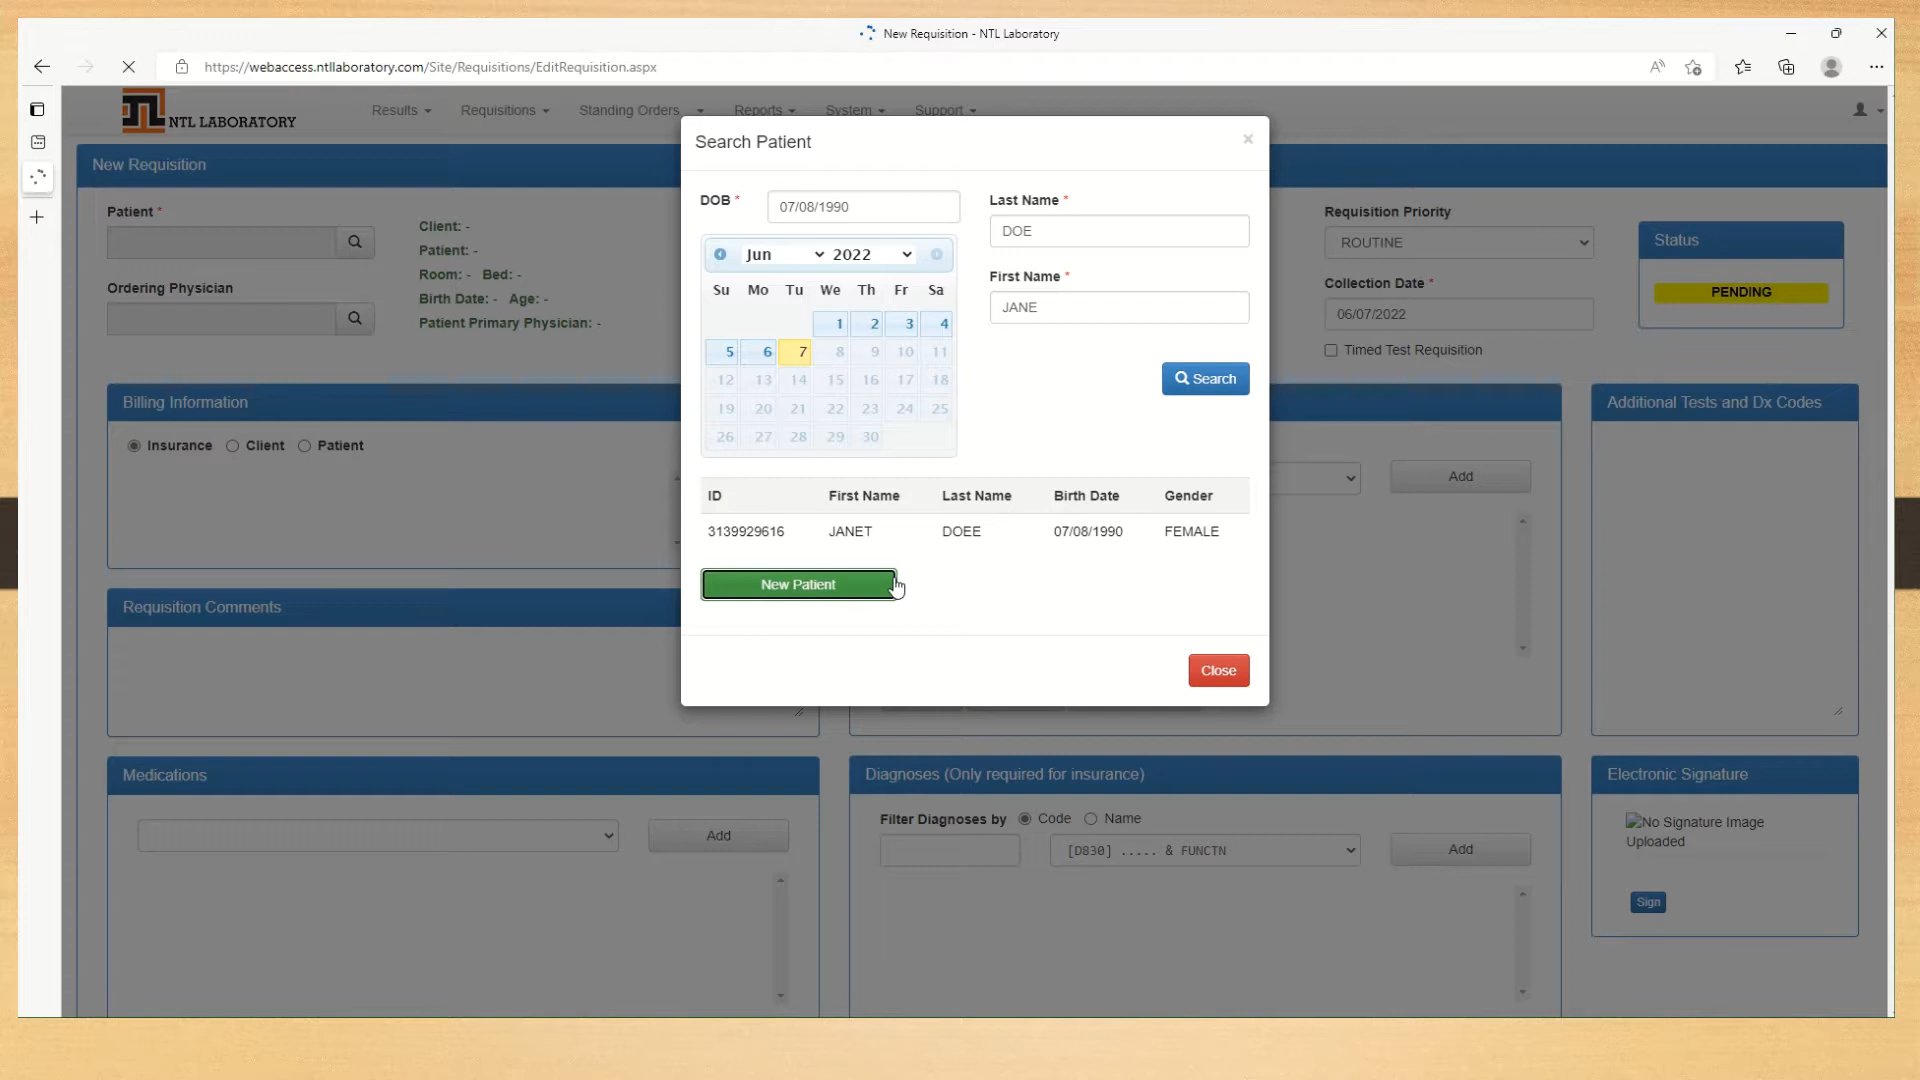 New Requisition - NTL Laboratory
https://webaccess.ntllaboratory.com/Site/Requisitions/EditRequisition.aspx
NTL LABORATORY
Results
Requisitions
Standing Orders
Reports
System
Support
New Requisition
Patient *
Ordering Physician
Client: -
Patient: -
Room: - Bed: -
Birth Date: - Age: -
Patient Primary Physician: -
Requisition Priority
ROUTINE
Collection Date *
06/07/2022
Timed Test Requisition
Status
PENDING
Search Patient
×
DOB *
07/08/1990
Last Name *
DOE
First Name *
JANE
Jun 2022
Su Mo Tu We Th Fr Sa
1 2 3 4
5 6 7 8 9 10 11
12 13 14 15 16 17 18
19 20 21 22 23 24 25
26 27 28 29 30
Search
ID First Name Last Name Birth Date Gender
3139929616 JANET DOEE 07/08/1990 FEMALE
New Patient
Close
Billing Information
Insurance Client Patient
Add
Additional Tests and Dx Codes
Requisition Comments
Medications
Add
Diagnoses (Only required for insurance)
Filter Diagnoses by Code Name
[D830] ..... & FUNCTN
Add
Electronic Signature
No Signature Image
Uploaded
Sign